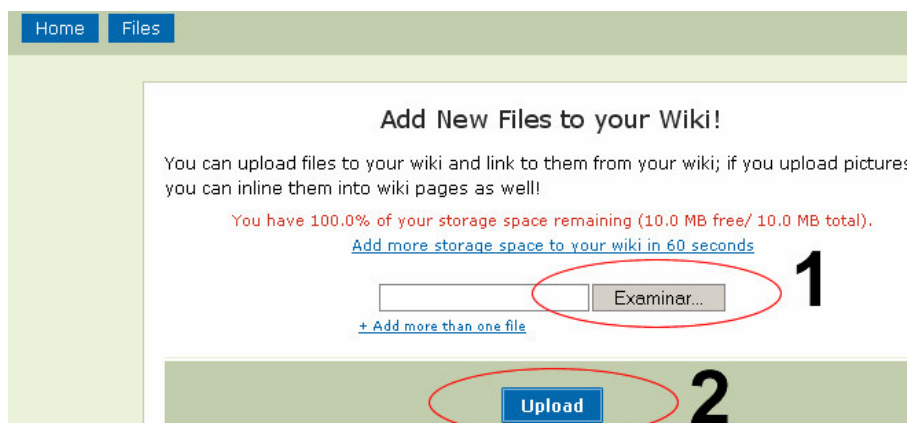 Home Files
Add New Files to your Wiki!
You can upload files to your wiki and link to them from your wiki; if you upload pictures
you can inline them into wiki pages as well!
You have 100.0% of your storage space remaining (10.0 MB free/ 10.0 MB total).
Add more storage space to your wiki in 60 seconds
Examinar... 1
+ Add more than one file
Upload 2